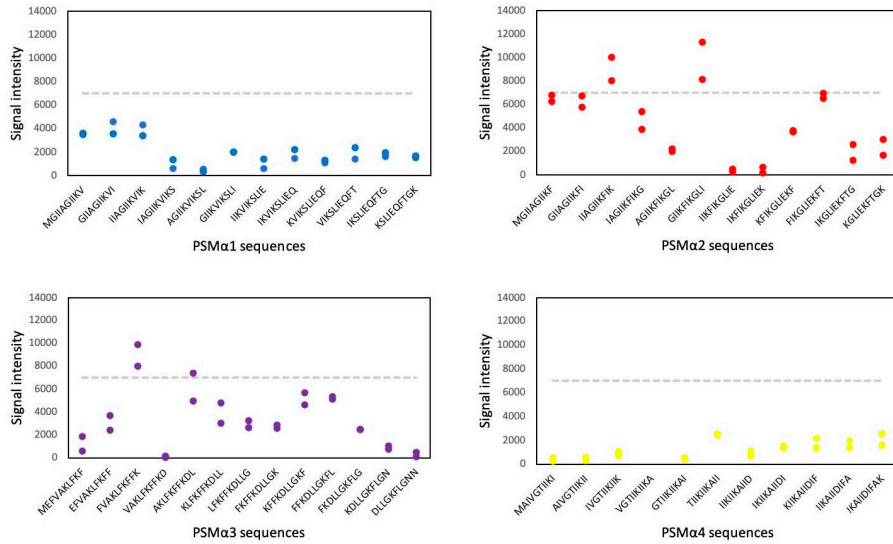 14000
12000
10000
8000
6000
4000
2000
0
Signal intensity
MGIIAGIIKV
GIIAGIIKVI
IIAGIIKVIK
IAGIIKVIKS
AGIIKVIKSL
GIIKVIKSLI
IIKVIKSLIE
IKVIKSLIEQ
KVIKSLIEQF
VIKSLIEQFT
IKSLIEQFTG
KSLIEQFTGK
PSMα1 sequences
14000
12000
10000
8000
6000
4000
2000
0
Signal intensity
MGIIAGIIKF
GIIAGIIKFI
IIAGIIKFIK
IAGIIKFIKG
AGIIKFIKGL
GIIKFIKGLI
IIKFIKGLIE
IKFIKGLIEK
KFIKGLIEKF
FIKGLIEKFT
IKGLIEKFTG
KGLIEKFTGK
PSMα2 sequences
14000
12000
10000
8000
6000
4000
2000
0
Signal intensity
MEFVAKLFKF
EFVAKLFKFF
FVAKLFKFFK
VAKLFKFFKD
AKLFKFFKDL
KLFKFFKDLL
LFKFFKDLLG
FKFFKDLLGK
KFFKDLLGKF
FFKDLLGKFL
FKDLLGKFLG
KDLLGKFLGN
DLLGKFLGNN
PSMα3 sequences
14000
12000
10000
8000
6000
4000
2000
0
Signal intensity
MAIVGTIIKI
AIVGTIIKII
IVGTIIKIIK
VGTIIKIIKA
GTIIKIIKAI
TIIKIIKAII
IIKIIKAIID
IKIIKAIIDI
KIIKAIIDIF
IIKAIIDIFA
IKAIIDIFAK
PSMα4 sequences